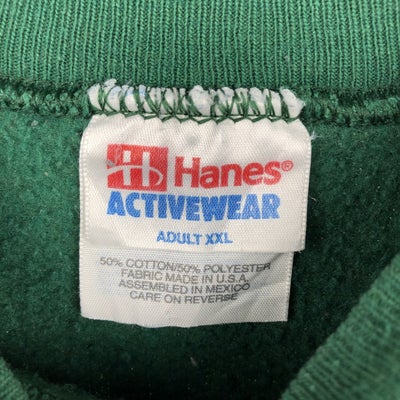 H Hanes®
ACTIVEWEAR
ADULT XXL
50% COTTON/50% POLYESTER
FABRIC MADE IN U.S.A.
ASSEMBLED IN MEXICO
CARE ON REVERSE